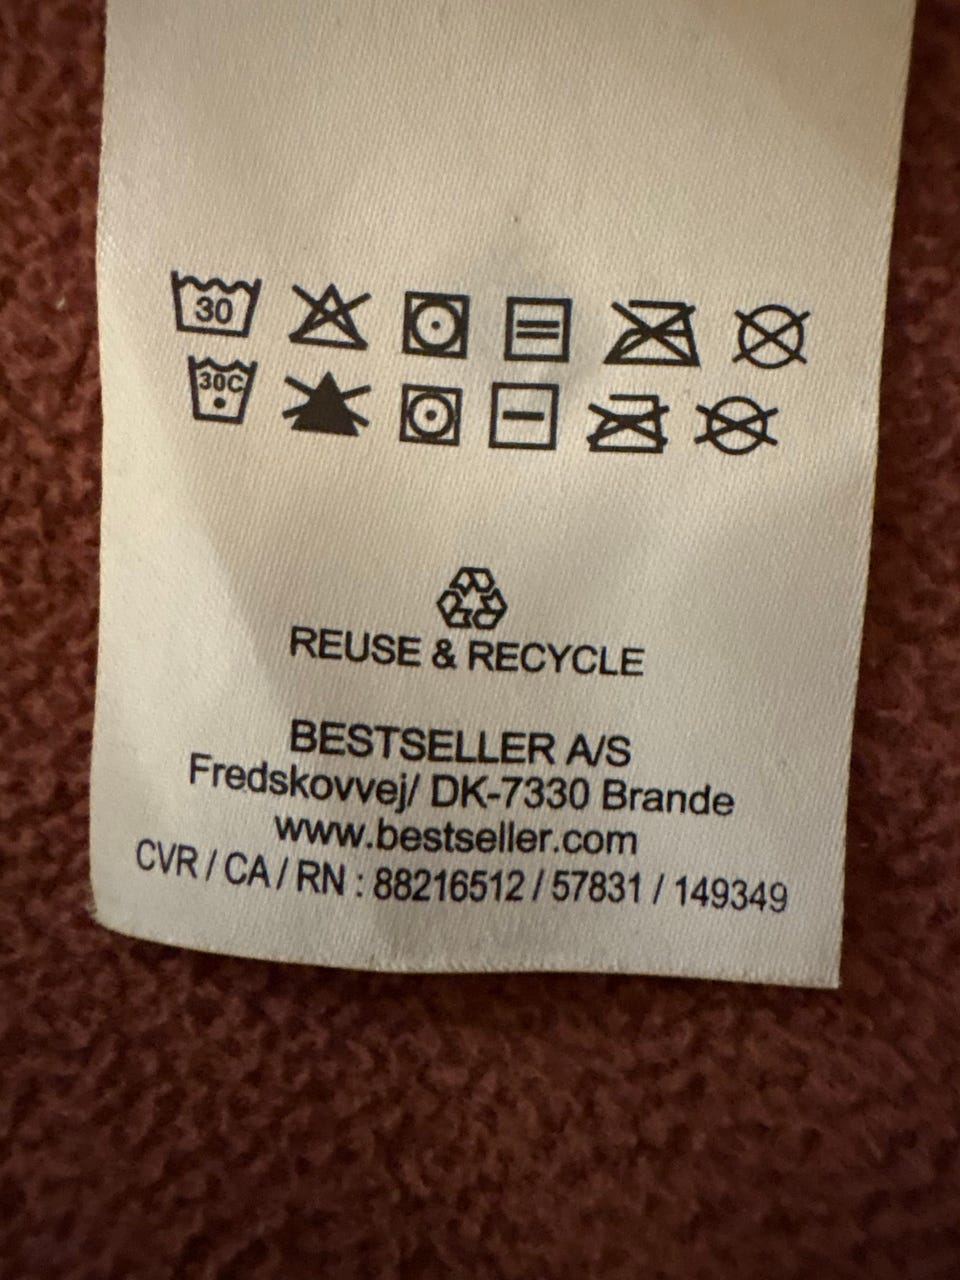 30
30C
REUSE & RECYCLE
BESTSELLER A/S
Fredskovvej/ DK-7330 Brande
www.bestseller.com
CVR / CA / RN : 88216512 / 57831 / 149349